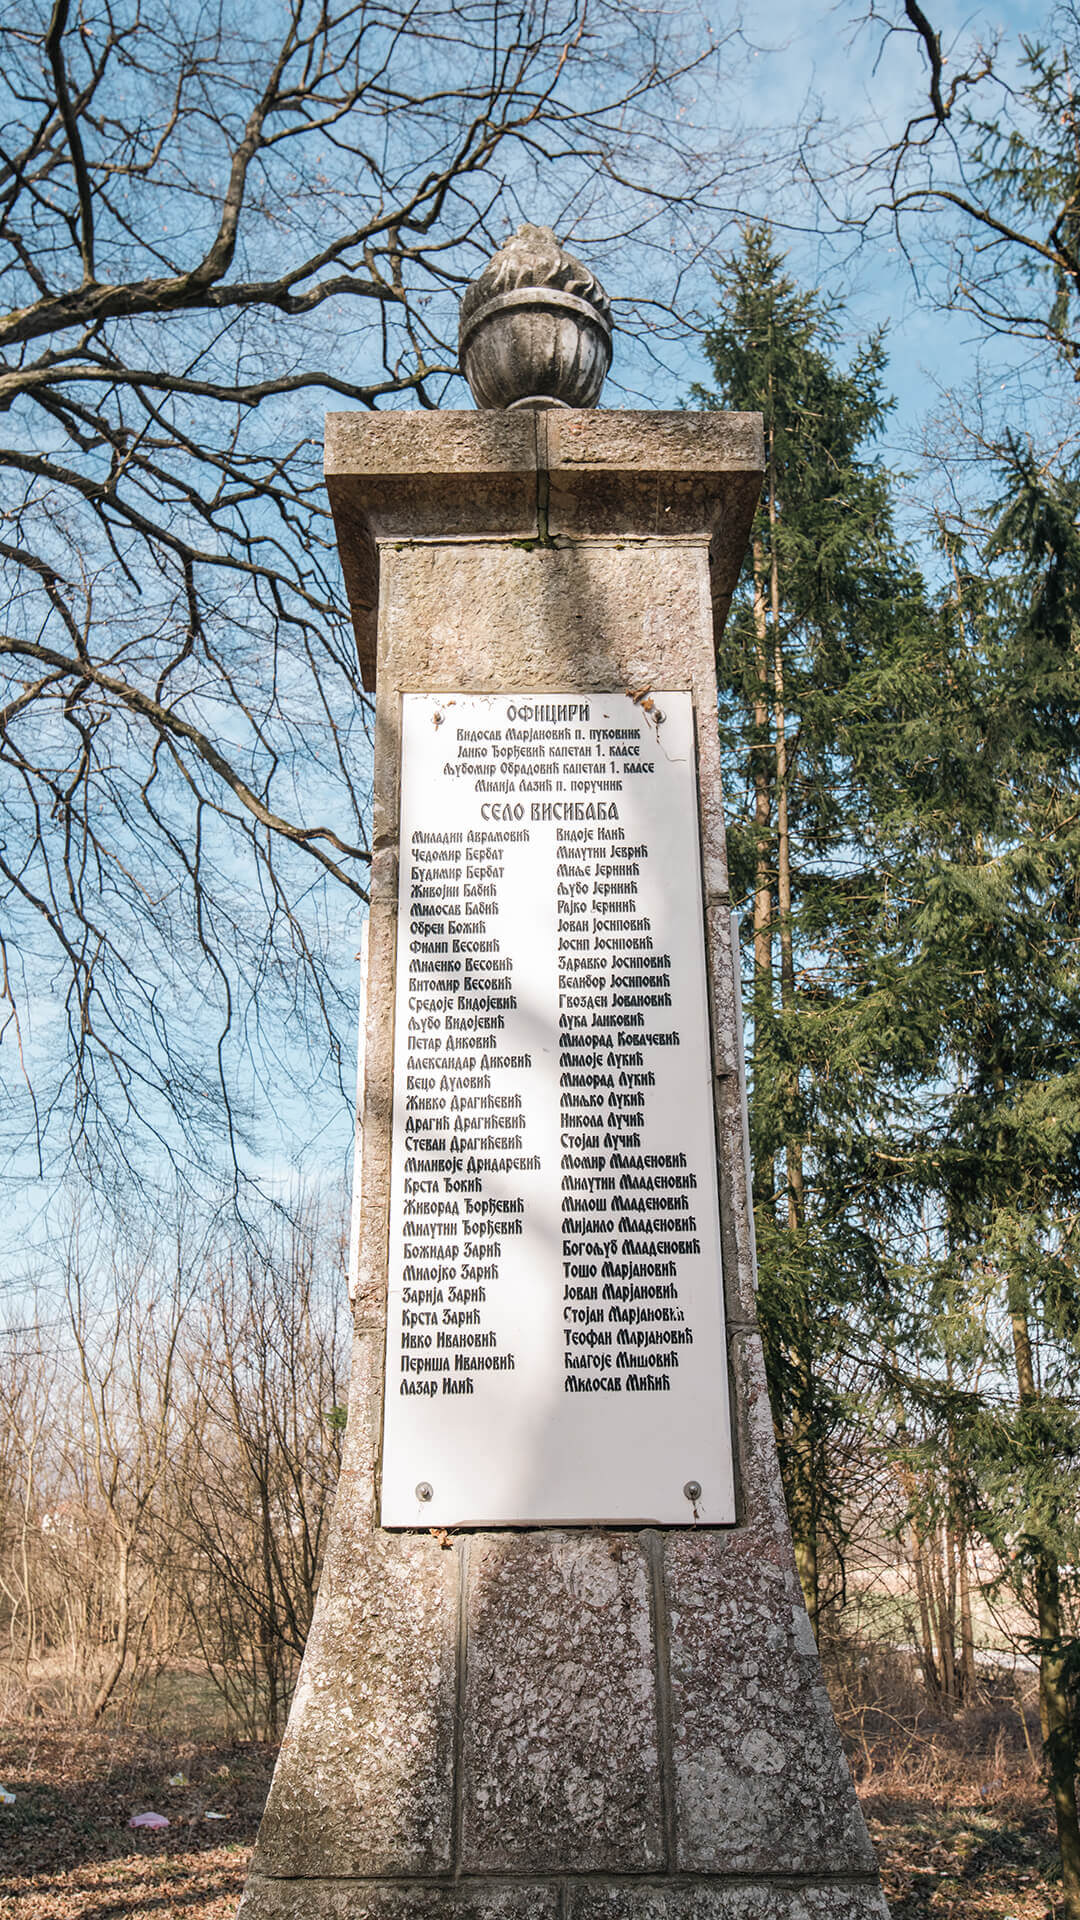 ОФИЦИРИ
Видосав Марјановић п. пуковник
Јанко Ђорђевић капетан 1. класе
Љубомир Обрадовић капетан 1. класе
Милија Лазић п. поручник
СЕЛО ВИСИБАБА
Миладин Аврамовић
Чедомир Бербат
Будимир Бербат
Живојин Бабић
Милосав Бабић
Обрен Божић
Филип Весовић
Миленко Весовић
Витомир Весовић
Средоје Видојевић
Љубо Видојевић
Петар Диковић
Александар Диковић
Вецо Дуловић
Живко Драгићевић
Драгић Драгићевић
Стеван Драгићевић
Миливоје Дридаревић
Крста Ђокић
Живорад Ђорђевић
Милутин Ђорђевић
Божидар Зарић
Милојко Зарић
Зарија Зарић
Крста Зарић
Ивко Ивановић
Периша Ивановић
Лазар Илић
Видоје Илић
Милутин Јеврић
Миље Јеринић
Љубо Јеринић
Рајко Јеринић
Јован Јосиповић
Јосип Јосиповић
Здравко Јосиповић
Велибор Јосиповић
Гвозден Јовановић
Лука Јанковић
Милорад Ковачевић
Милоје Лукић
Милорад Лукић
Миљко Лукић
Никола Лучић
Стојан Лучић
Момир Младеновић
Милутин Младеновић
Милош Младеновић
Мијаило Младеновић
Богољуб Младеновић
Тошо Марјановић
Јован Марјановић
Стојан Марјановић
Теофан Марјановић
Благоје Мишовић
Милосав Мићић